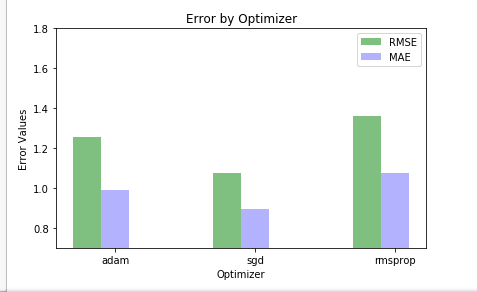 Error by Optimizer
1.8
1.6
1.4
1.2
1.0
0.8
Error Values
RMSE
MAE
adam
sgd
rmsprop
Optimizer